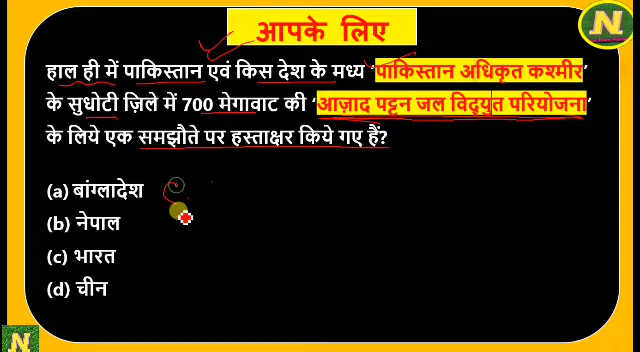 आपके लिए
हाल ही में पाकिस्तान एवं किस देश के मध्य ‘पाकिस्तान अधिकृत कश्मीर’
के सुधोटी ज़िले में 700 मेगावाट की ‘आज़ाद पट्टन जल विद्युत परियोजना’
के लिये एक समझौते पर हस्ताक्षर किये गए हैं?
(a) बांग्लादेश
(b) नेपाल
(c) भारत
(d) चीन
N
N